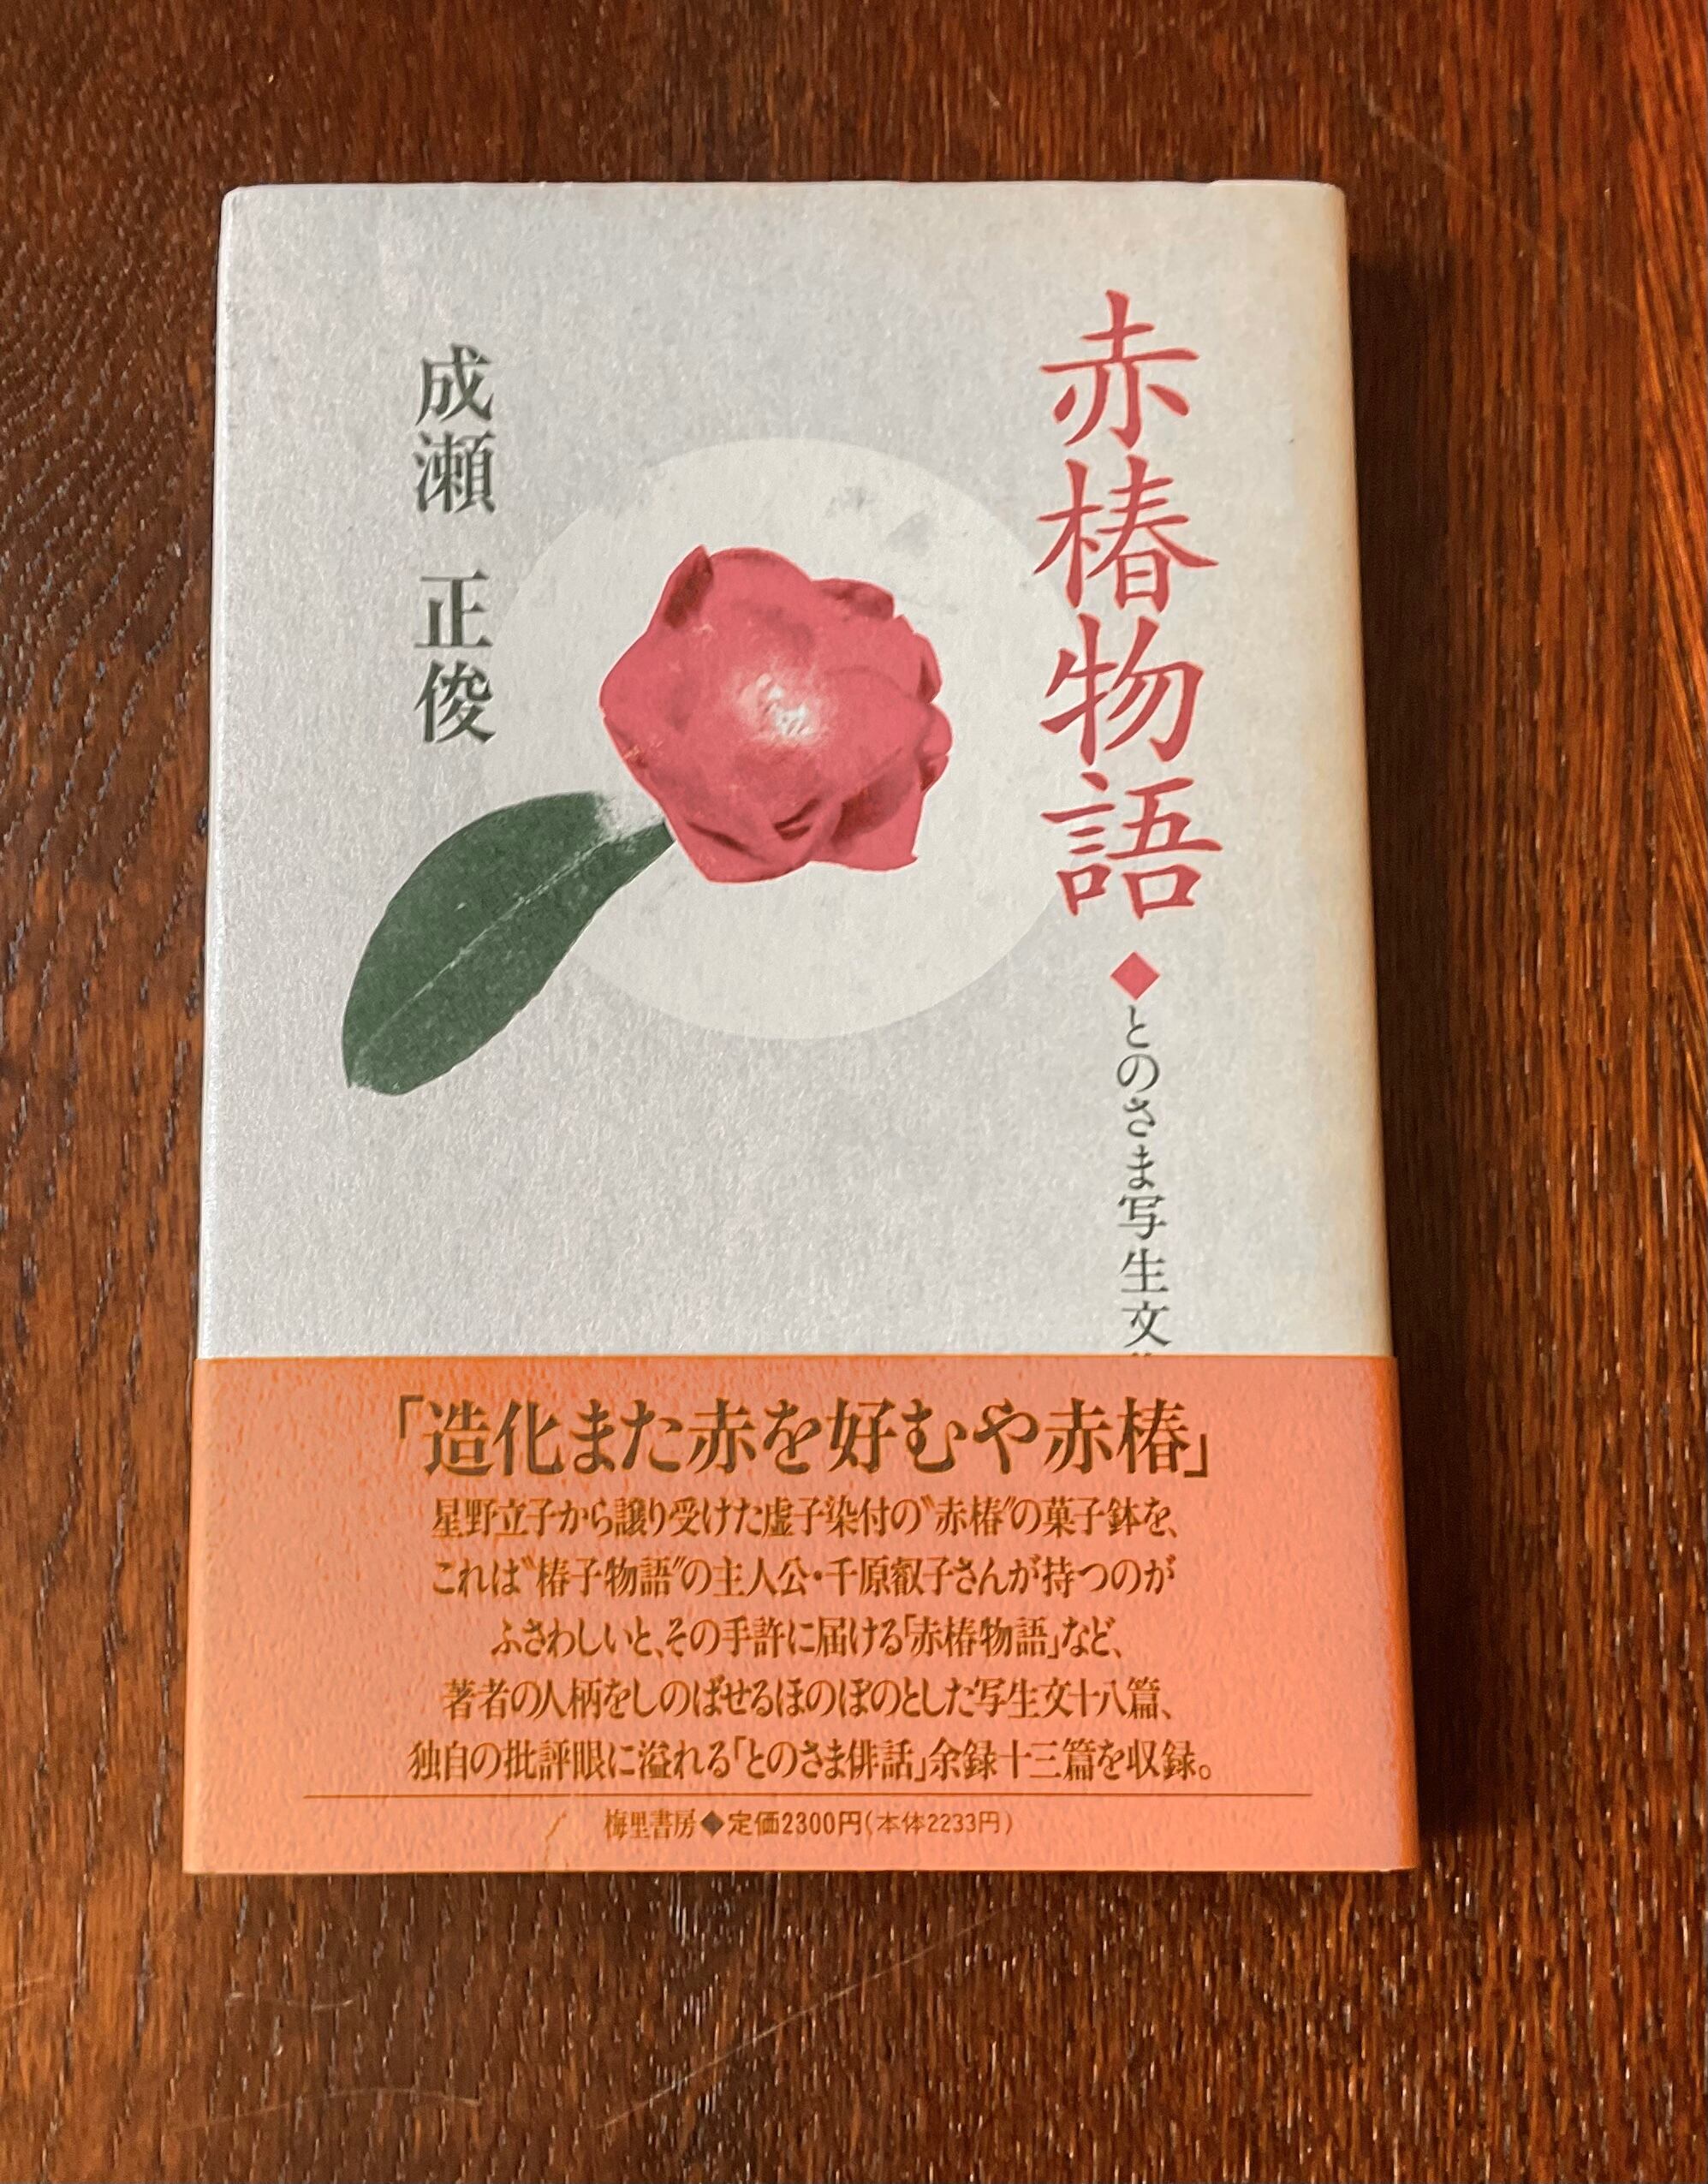 赤椿物語
◆とのさま写生文
成瀬 正俊
「造化また赤を好むや赤椿」
星野立子から譲り受けた虚子染付の〝赤椿〟の菓子鉢を、
これは〝椿子物語〟の主人公・千原叡子さんが持つのが
ふさわしいと、その手許に届ける「赤椿物語」など、
著者の人柄をしのばせるほのぼのとした写生文十八篇、
独自の批評眼に溢れる「とのさま俳話」余録十三篇を収録。
梅里書房◆定価2300円(本体2233円)